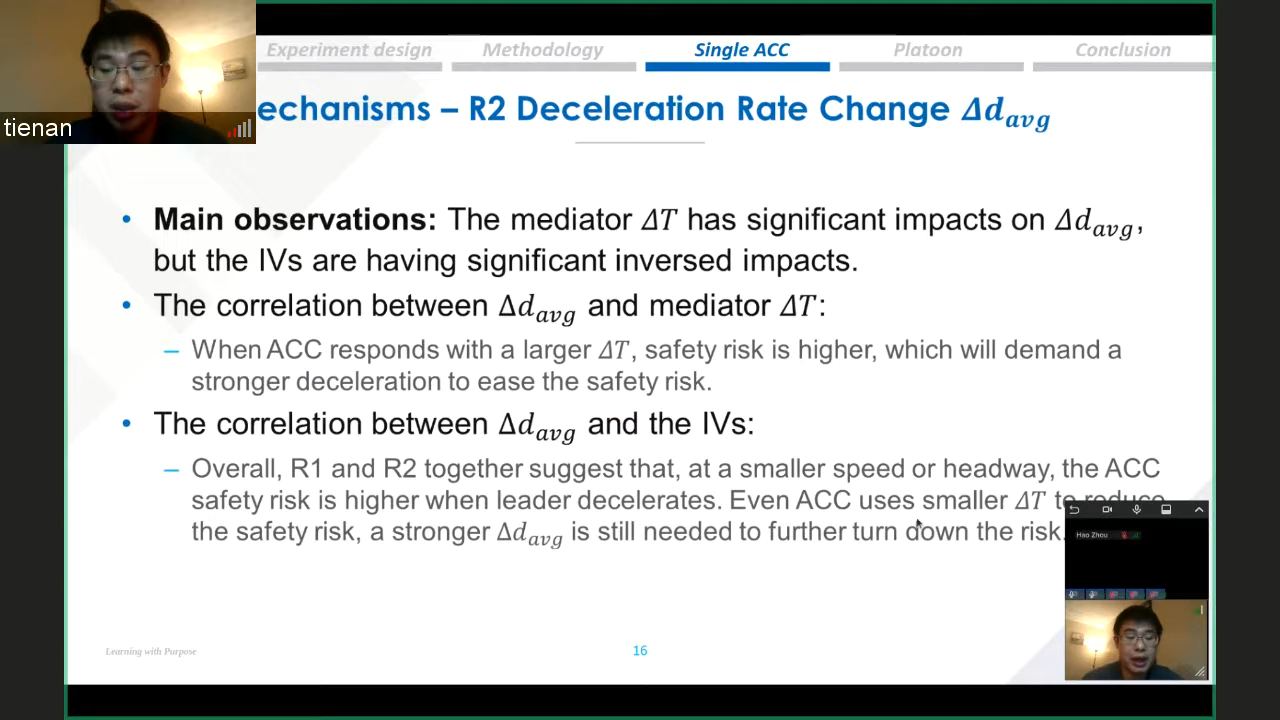 Experiment design Methodology Single ACC Platoon Conclusion
echanisms – R2 Deceleration Rate Change Δd_avg
tienan
• Main observations: The mediator ΔT has significant impacts on Δd_avg,
but the IVs are having significant inversed impacts.
• The correlation between Δd_avg and mediator ΔT:
– When ACC responds with a larger ΔT, safety risk is higher, which will demand a
stronger deceleration to ease the safety risk.
• The correlation between Δd_avg and the IVs:
– Overall, R1 and R2 together suggest that, at a smaller speed or headway, the ACC
safety risk is higher when leader decelerates. Even ACC uses smaller ΔT to reduce
the safety risk, a stronger Δd_avg is still needed to further turn down the risk.
Hao Zhou
Learning with Purpose
16